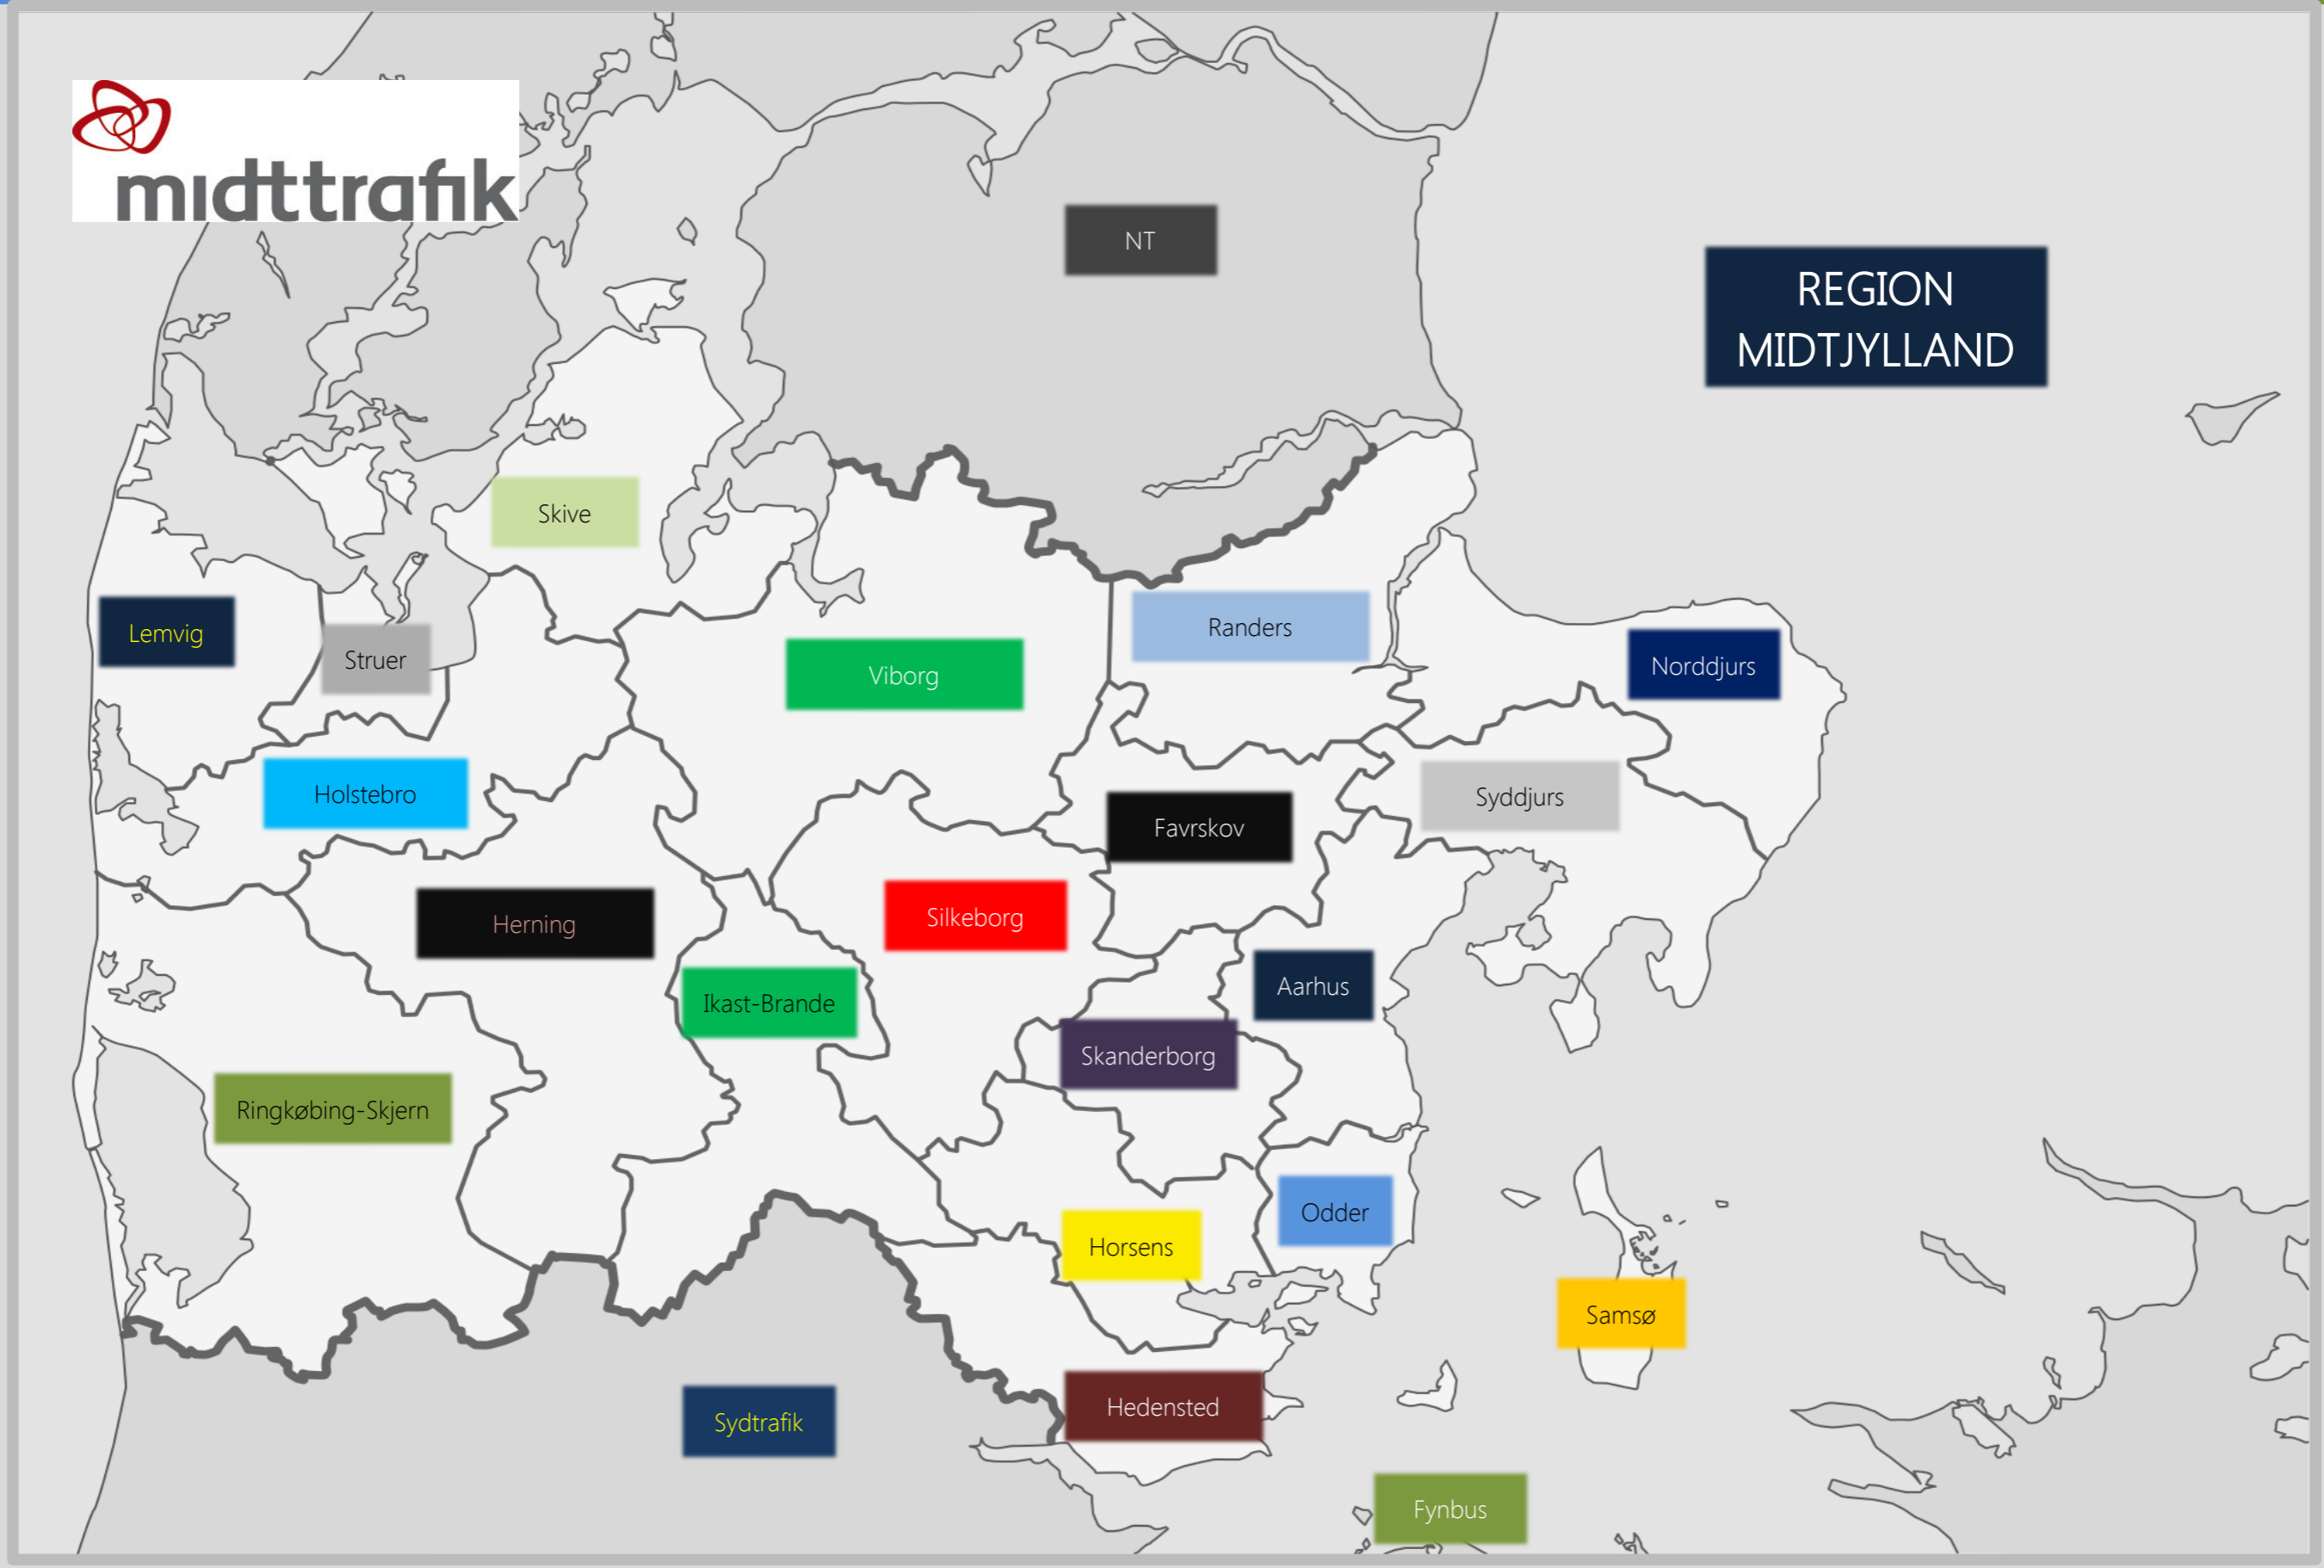 midttrafik
NT
REGION
MIDTJYLLAND
Skive
Lemvig
Struer
Viborg
Randers
Norddjurs
Holstebro
Favrskov
Syddjurs
Herning
Silkeborg
Ikast-Brande
Aarhus
Skanderborg
Ringkøbing-Skjern
Odder
Horsens
Samsø
Hedensted
Sydtrafik
Fynbus